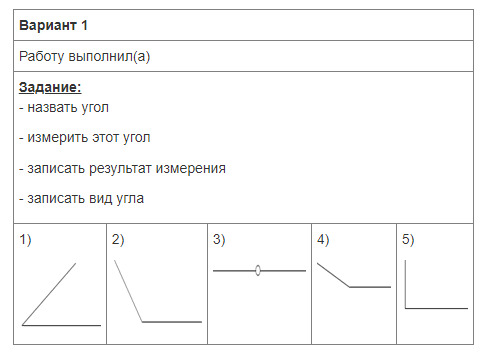 Вариант 1
Работу выполнил(а)
Задание:
- назвать угол
- измерить этот угол
- записать результат измерения
- записать вид угла
1) 2) 3) 4) 5)